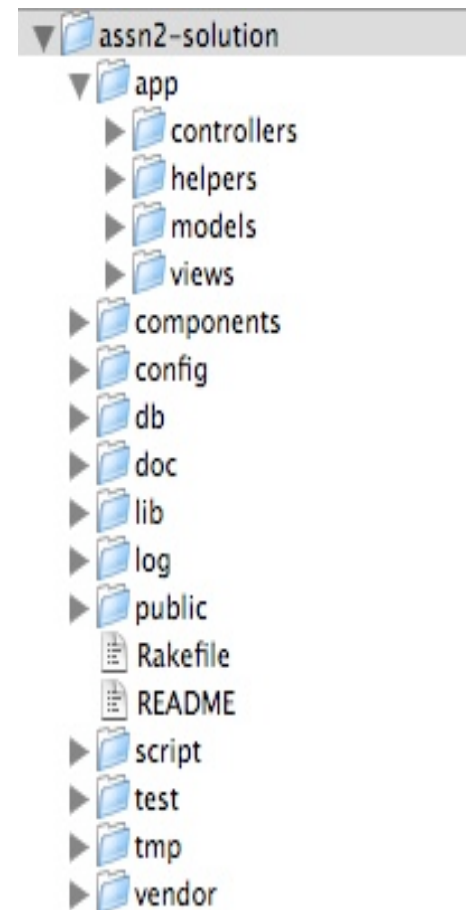 assn2-solution
app
controllers
helpers
models
views
components
config
db
doc
lib
log
public
Rakefile
README
script
test
tmp
vendor